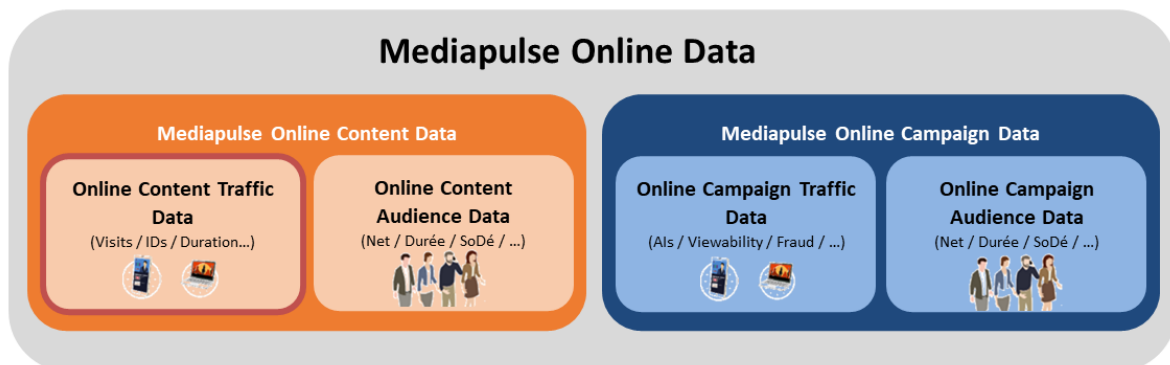 Mediapulse Online Data
Mediapulse Online Content Data
Online Content Traffic
Data
(Visits / IDs / Duration...)
Online Content
Audience Data
(Net / Durée / SoDé / ...)
Mediapulse Online Campaign Data
Online Campaign Traffic
Data
(AIs / Viewability / Fraud / ...)
Online Campaign
Audience Data
(Net / Durée / SoDé / ...)